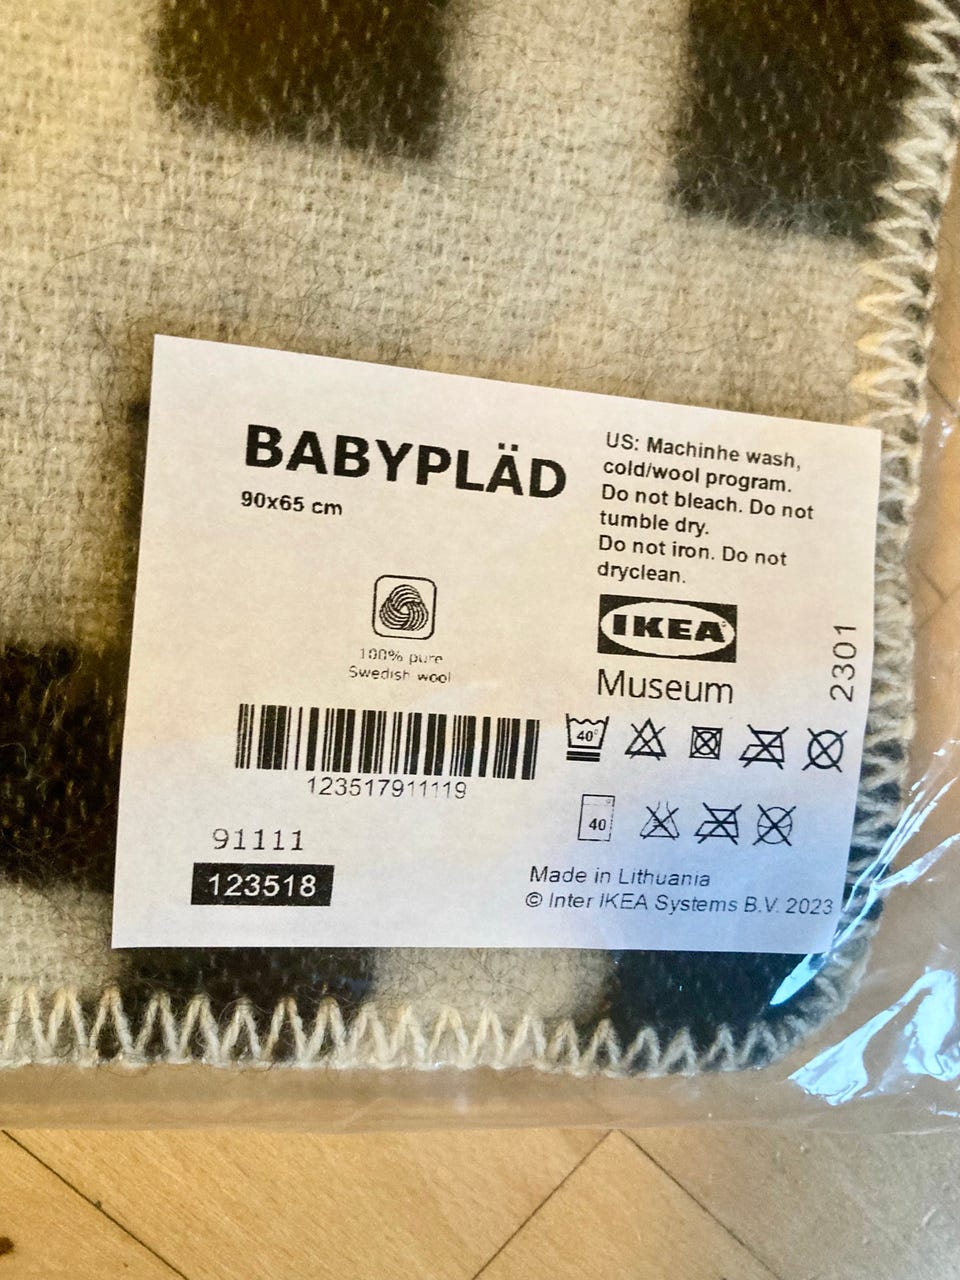 BABYPLÄD
90x65 cm
100% pure
Swedish wool
123517911119
91111
123518
US: Machinhe wash,
cold/wool program.
Do not bleach. Do not
tumble dry.
Do not iron. Do not
dryclean.
IKEA
Museum
2301
40°
40
Made in Lithuania
© Inter IKEA Systems B.V. 2023